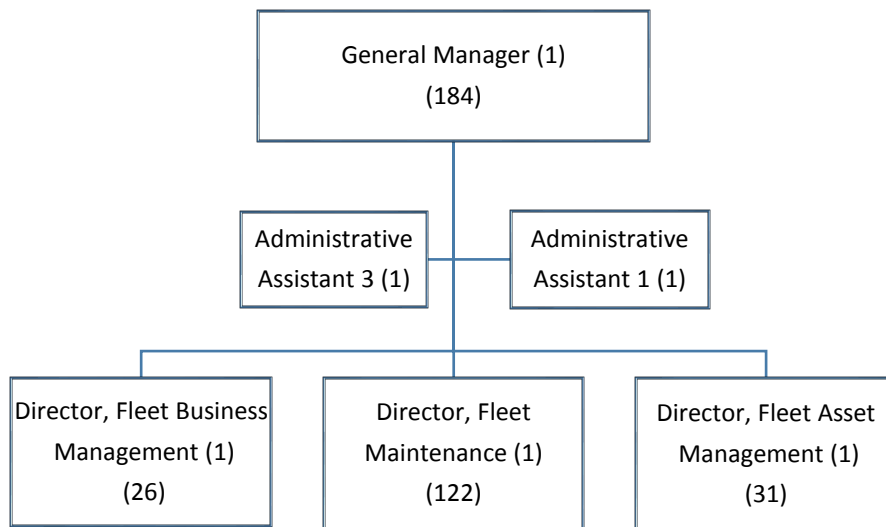 General Manager (1)
(184)
Administrative
Assistant 3 (1)
Administrative
Assistant 1 (1)
Director, Fleet Business
Management (1)
(26)
Director, Fleet
Maintenance (1)
(122)
Director, Fleet Asset
Management (1)
(31)